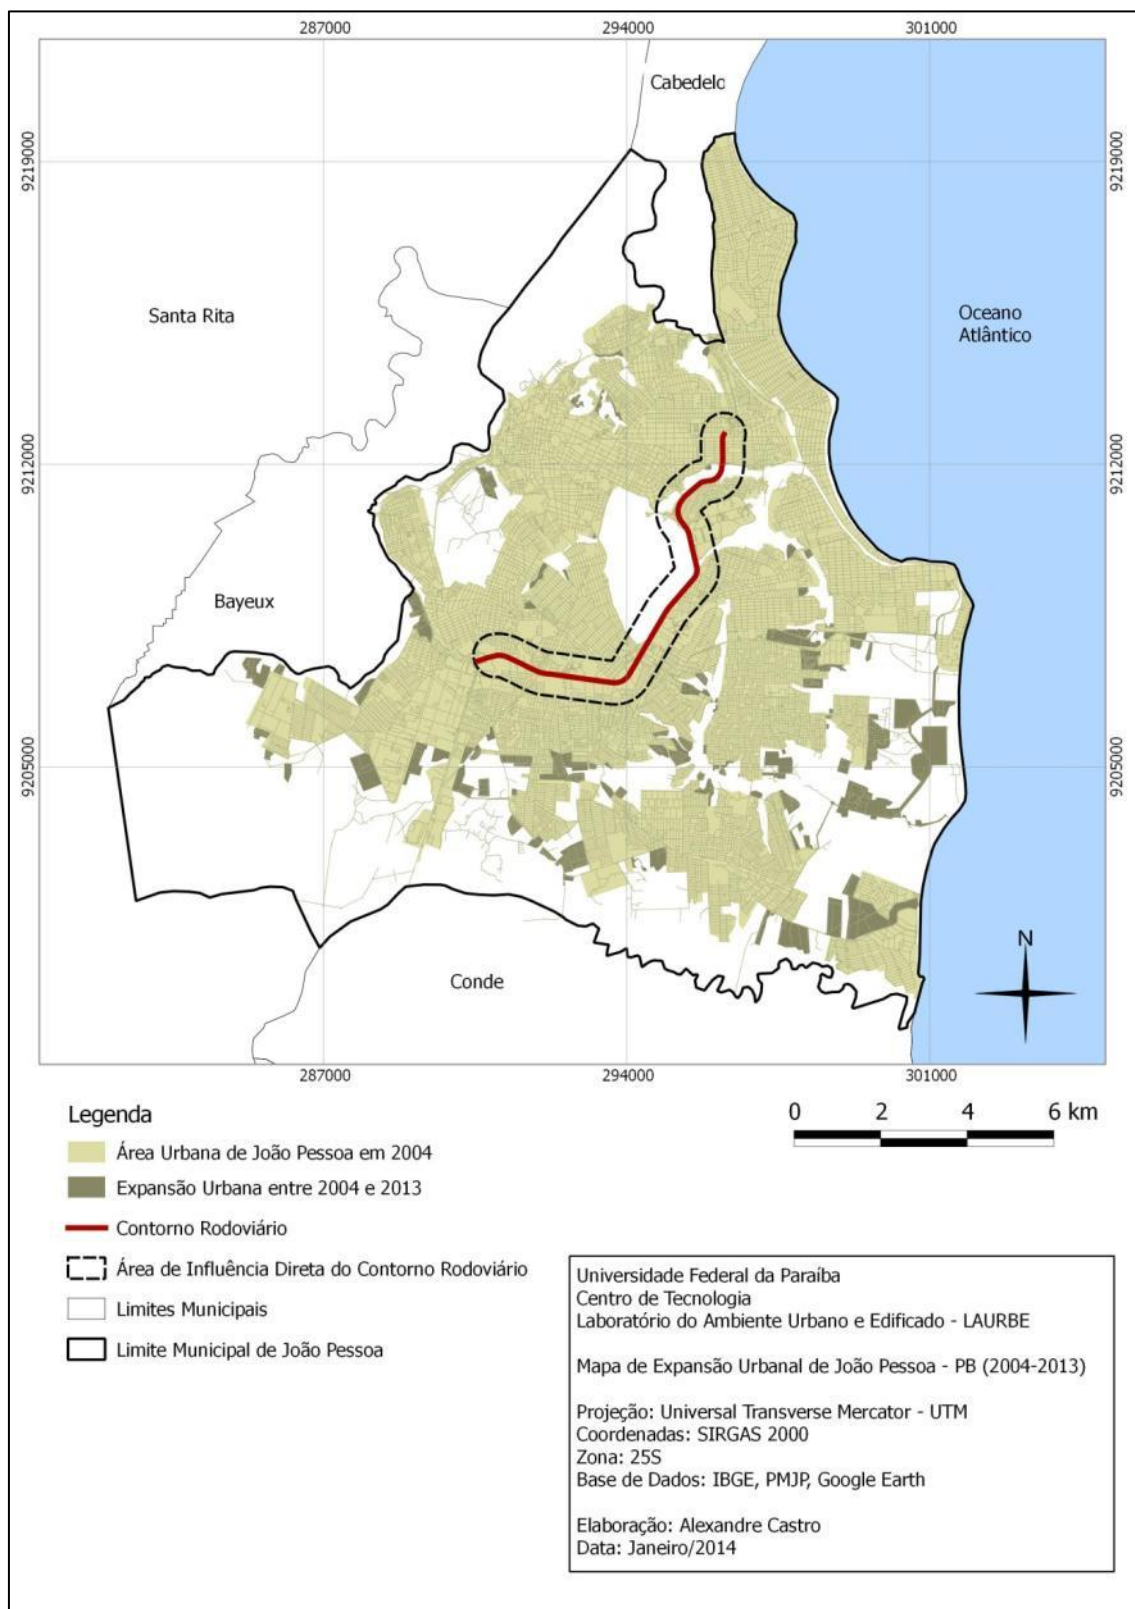 287000
294000
301000
Cabedelo
9219000
9219000
Santa Rita
Oceano
Atlântico
9212000
9212000
Bayeux
9205000
9205000
Conde
N
287000
294000
301000
Legenda
0 2 4 6 km
Área Urbana de João Pessoa em 2004
Expansão Urbana entre 2004 e 2013
Contorno Rodoviário
Área de Influência Direta do Contorno Rodoviário
Limites Municipais
Limite Municipal de João Pessoa
Universidade Federal da Paraíba
Centro de Tecnologia
Laboratório do Ambiente Urbano e Edificado - LAURBE
Mapa de Expansão Urbanal de João Pessoa - PB (2004-2013)
Projeção: Universal Transverse Mercator - UTM
Coordenadas: SIRGAS 2000
Zona: 25S
Base de Dados: IBGE, PMJP, Google Earth
Elaboração: Alexandre Castro
Data: Janeiro/2014